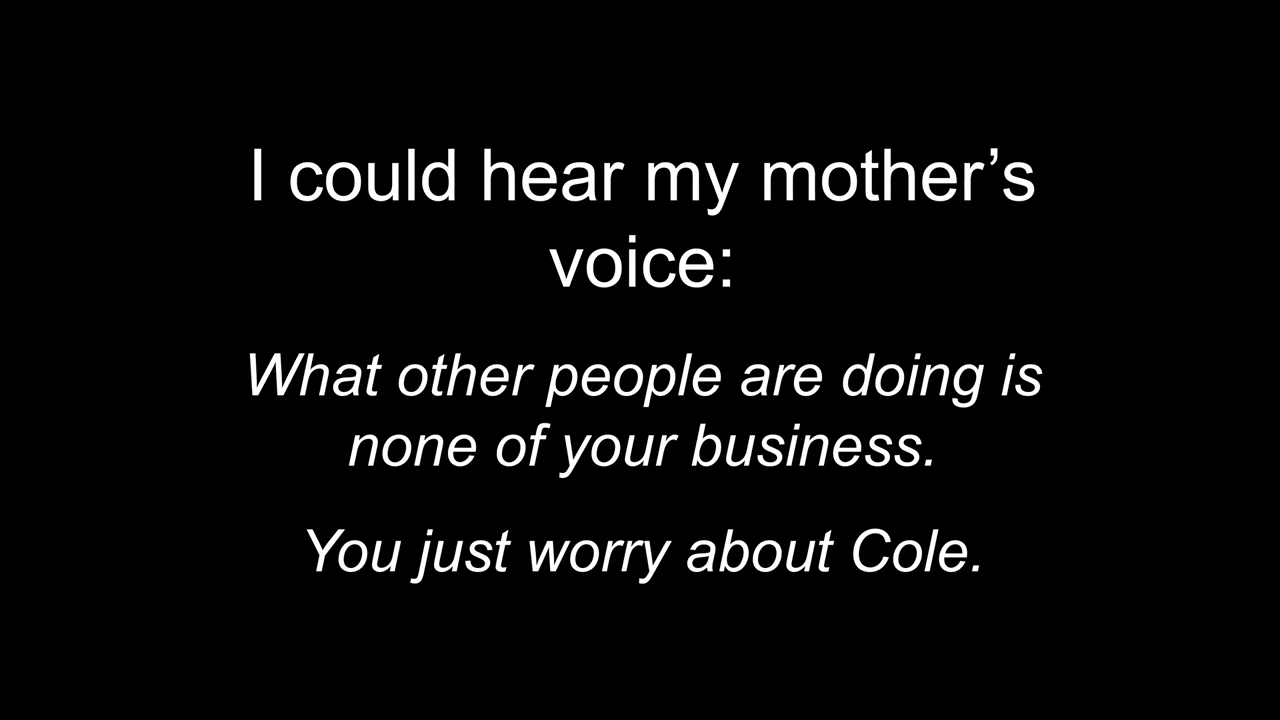 I could hear my mother’s
voice:
What other people are doing is
none of your business.
You just worry about Cole.